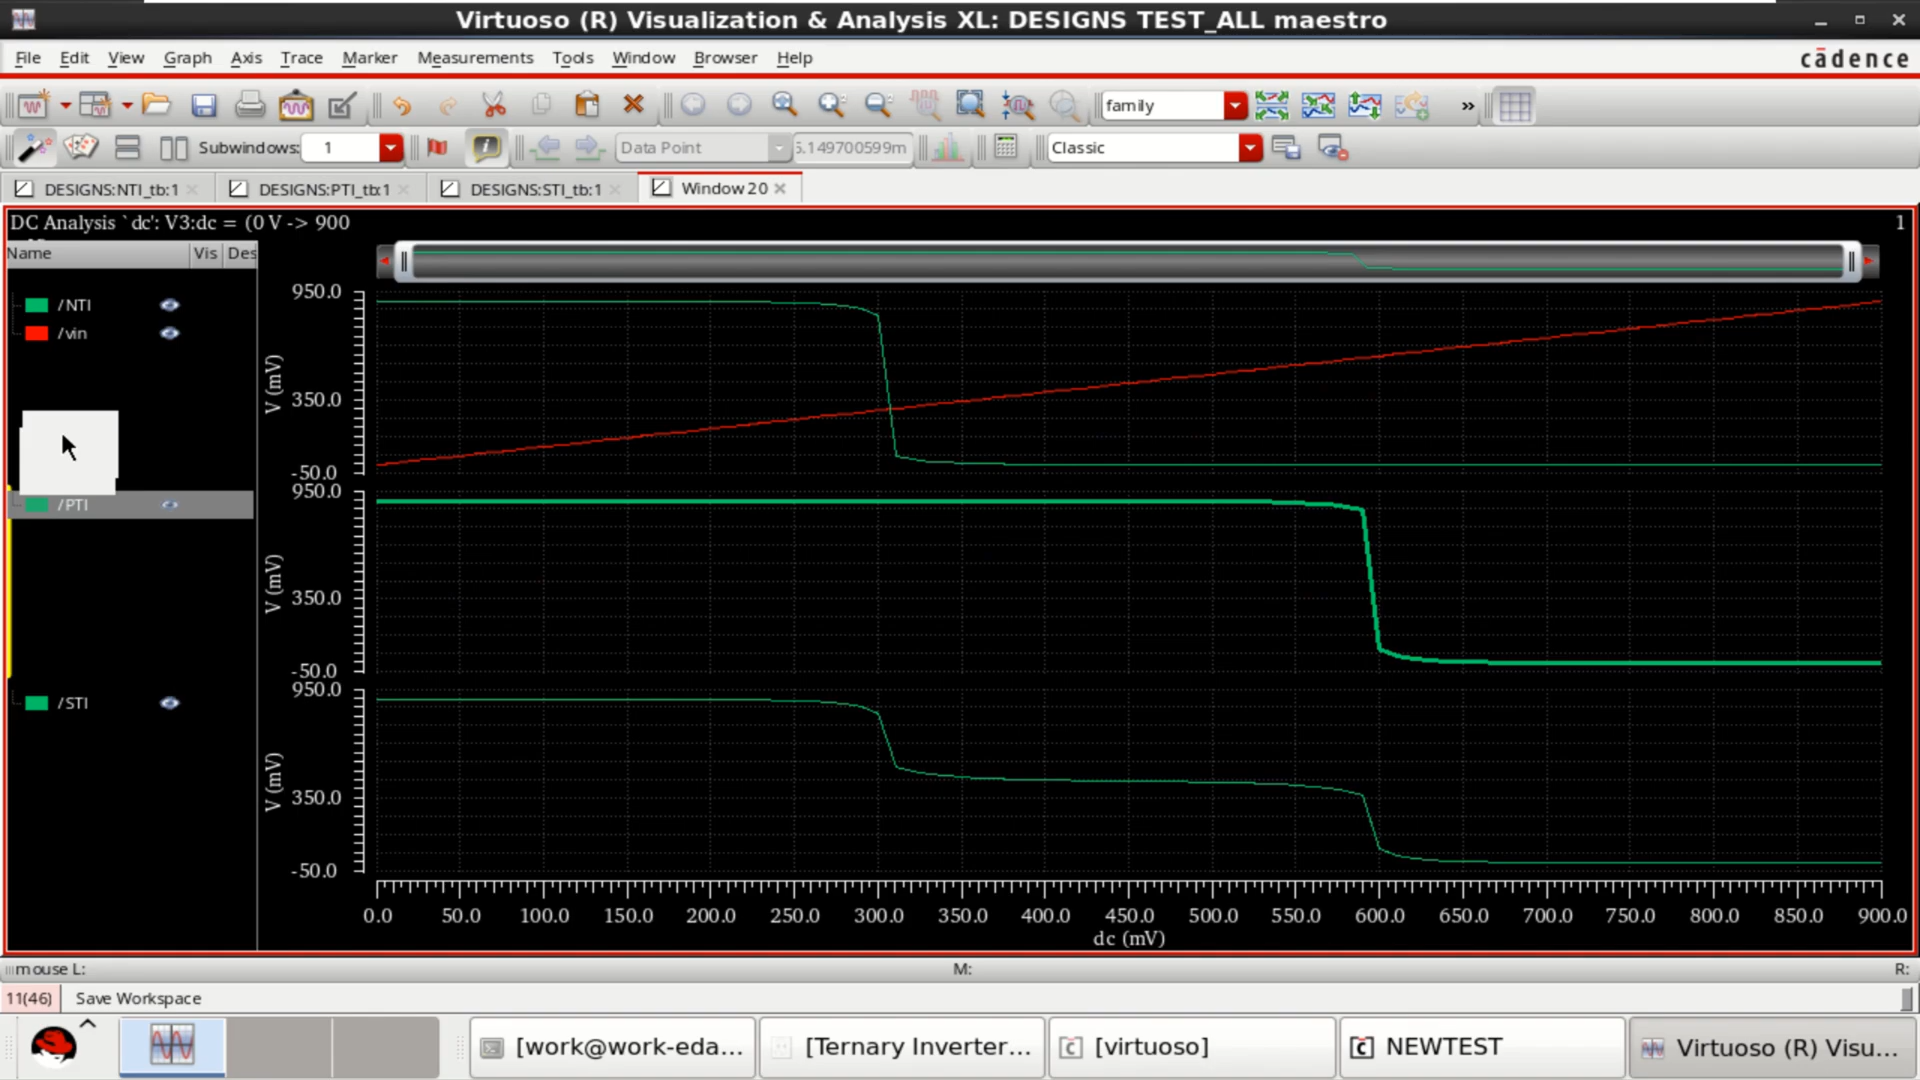 Virtuoso (R) Visualization & Analysis XL: DESIGNS TEST_ALL maestro
File Edit View Graph Axis Trace Marker Measurements Tools Window Browser Help
cādence
family
»
Subwindows: 1 Data Point 5.149700599m Classic
DESIGNS:NTI_tb:1 DESIGNS:PTI_tb:1 DESIGNS:STI_tb:1 Window 20
DC Analysis `dc': V3:dc = (0 V -> 900
1
Name Vis Des
/NTI
/vin
/PTI
/STI
950.0
V (mV)
350.0
-50.0
950.0
V (mV)
350.0
-50.0
950.0
V (mV)
350.0
-50.0
0.0 50.0 100.0 150.0 200.0 250.0 300.0 350.0 400.0 450.0 500.0 550.0 600.0 650.0 700.0 750.0 800.0 850.0 900.0
dc (mV)
mouse L: M: R:
11(46) Save Workspace
[work@work-eda... [Ternary Inverter... [virtuoso] NEWTEST Virtuoso (R) Visu...